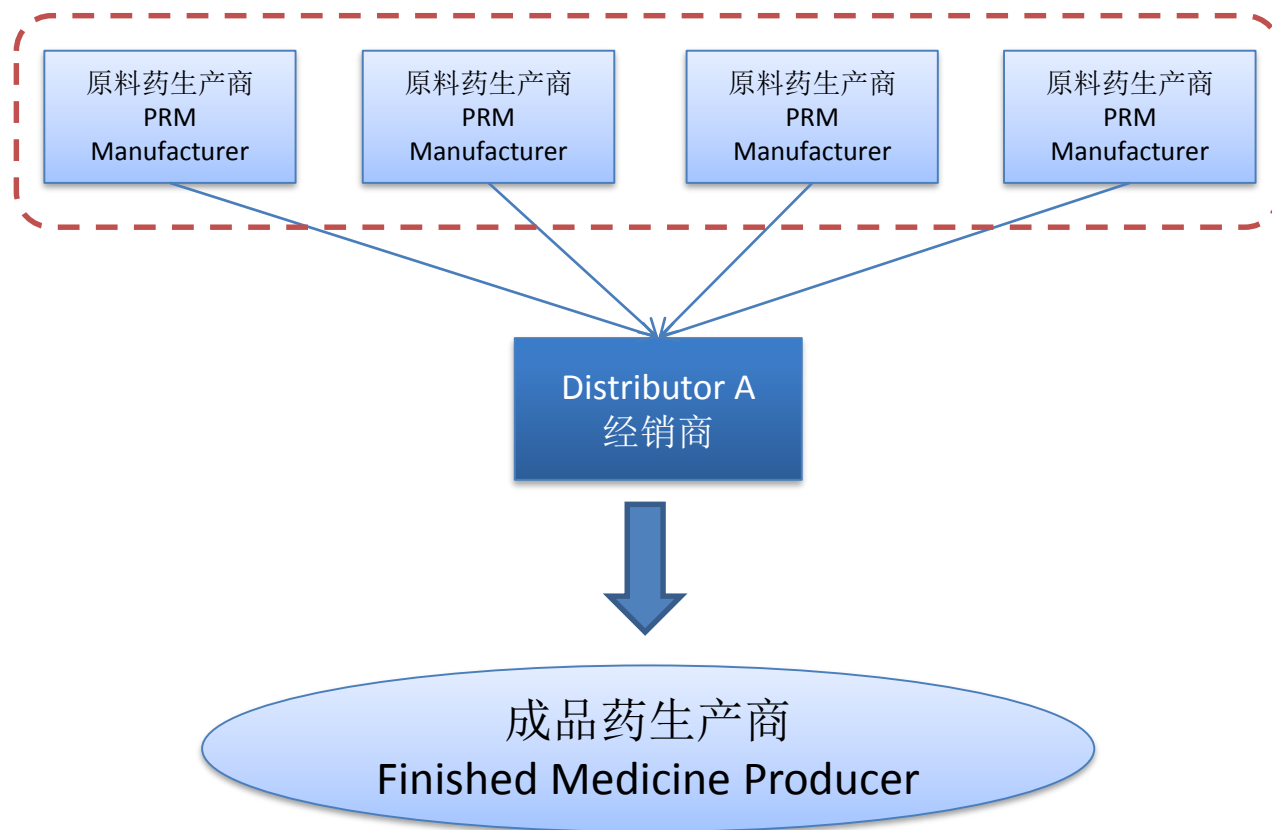 原料药生产商
PRM
Manufacturer
原料药生产商
PRM
Manufacturer
原料药生产商
PRM
Manufacturer
原料药生产商
PRM
Manufacturer
Distributor A
经销商
成品药生产商
Finished Medicine Producer